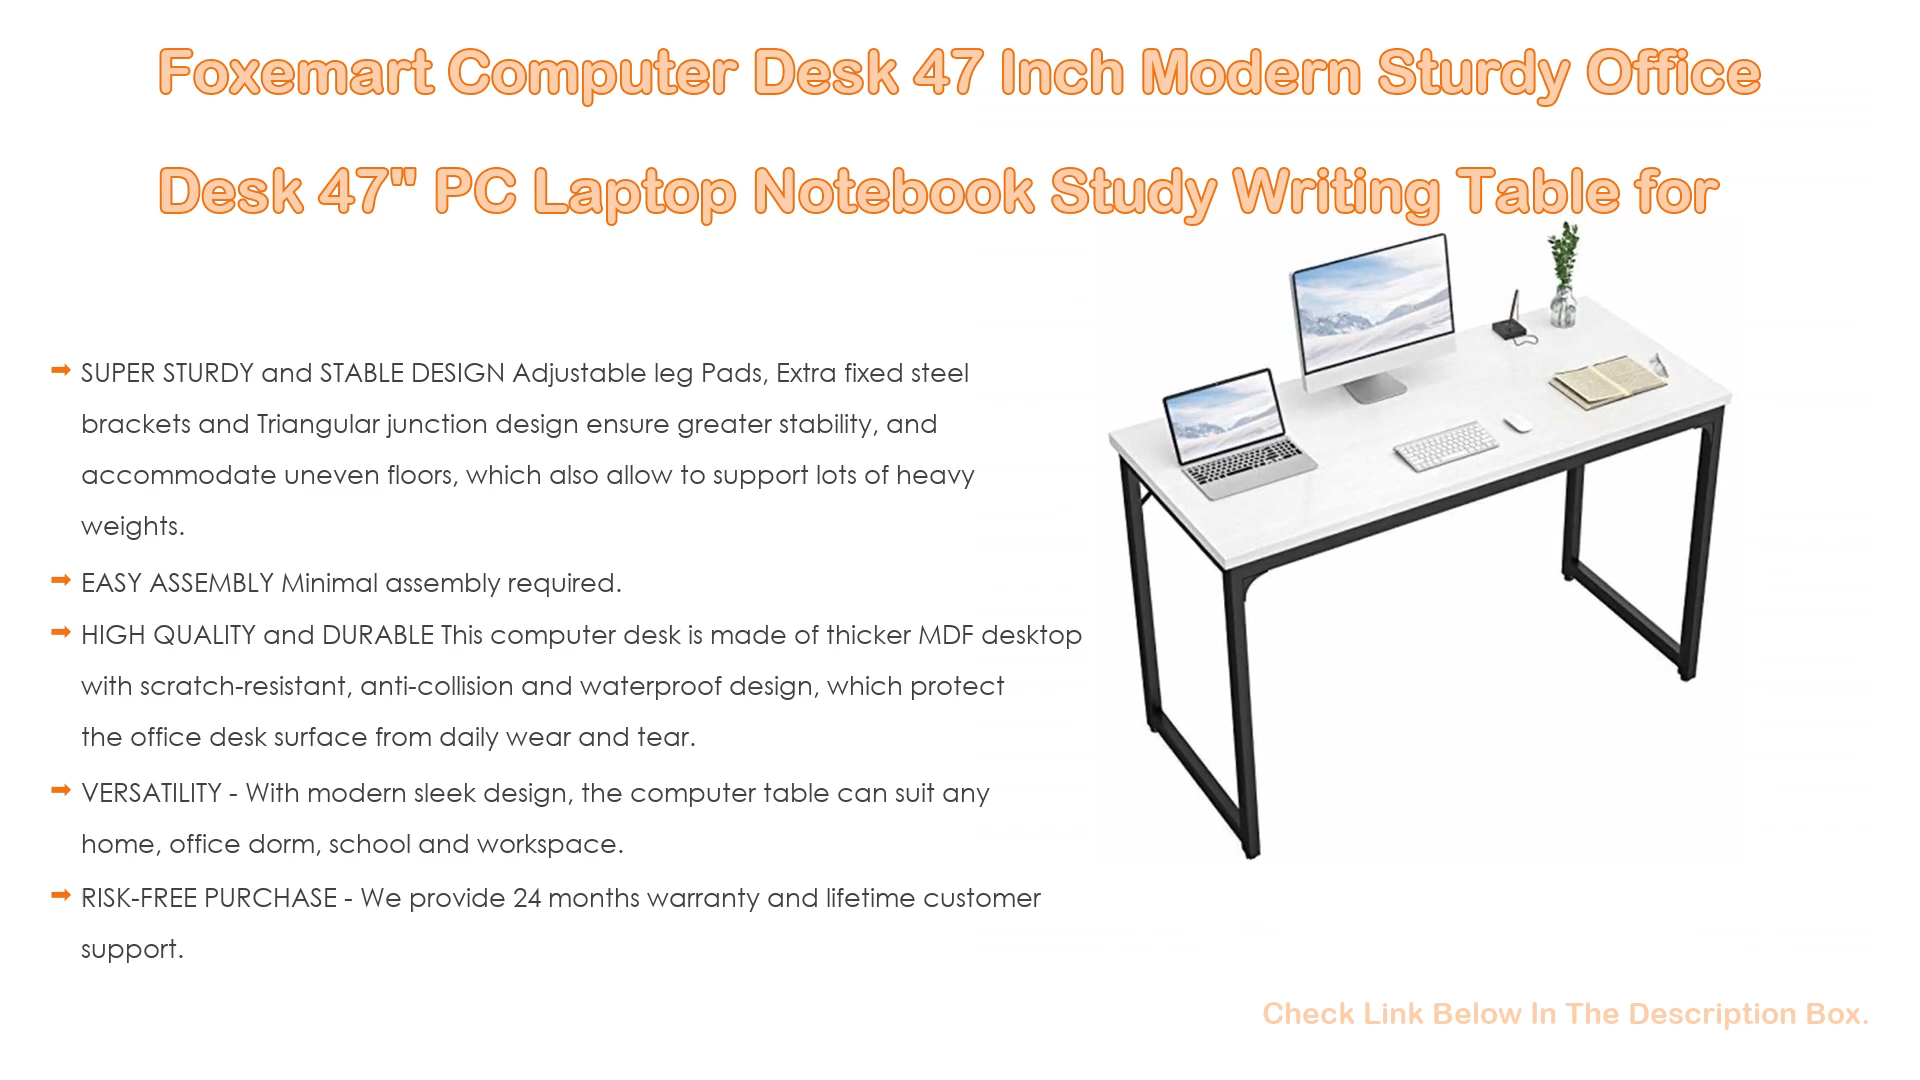 Foxemart Computer Desk 47 Inch Modern Sturdy Office
Desk 47" PC Laptop Notebook Study Writing Table for
➡ SUPER STURDY and STABLE DESIGN Adjustable leg Pads, Extra fixed steel
brackets and Triangular junction design ensure greater stability, and
accommodate uneven floors, which also allow to support lots of heavy
weights.
➡ EASY ASSEMBLY Minimal assembly required.
➡ HIGH QUALITY and DURABLE This computer desk is made of thicker MDF desktop
with scratch-resistant, anti-collision and waterproof design, which protect
the office desk surface from daily wear and tear.
➡ VERSATILITY - With modern sleek design, the computer table can suit any
home, office dorm, school and workspace.
➡ RISK-FREE PURCHASE - We provide 24 months warranty and lifetime customer
support.
Check Link Below In The Description Box.